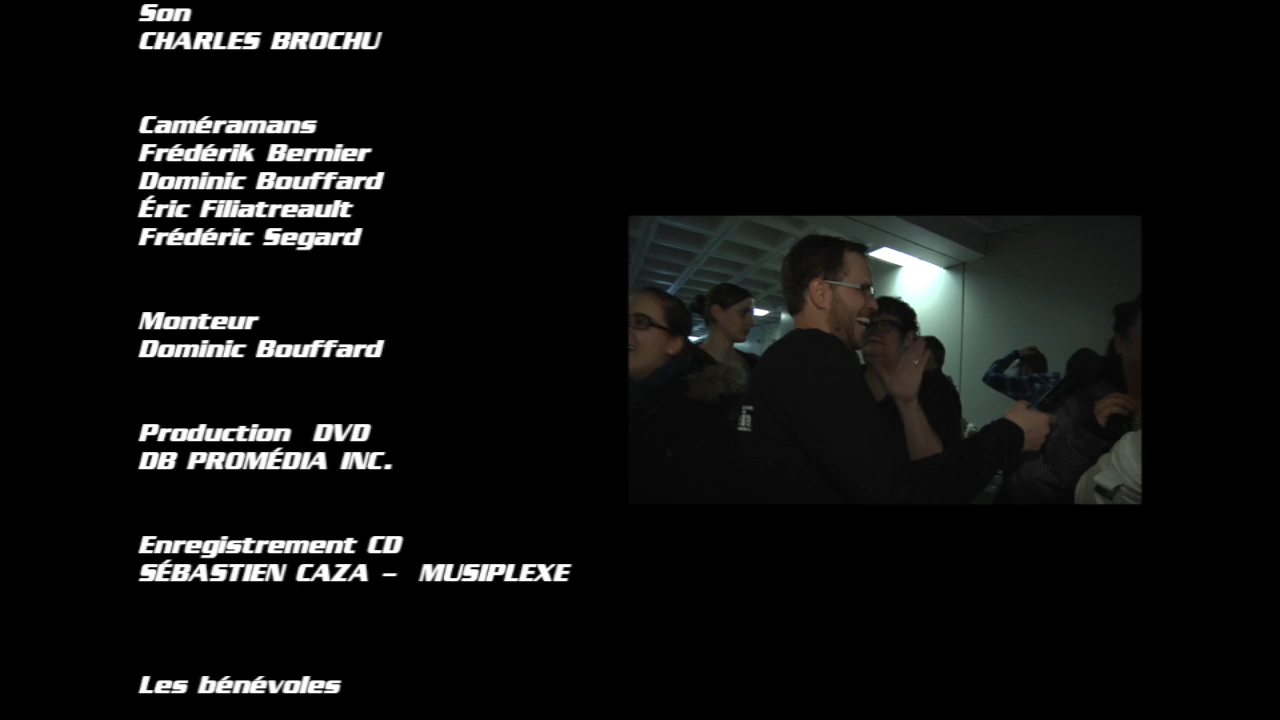 Son
CHARLES BROCHU
Caméramans
Frédérik Bernier
Dominic Bouffard
Éric Filiatreault
Frédéric Segard
Monteur
Dominic Bouffard
Production DVD
DB PROMÉDIA INC.
Enregistrement CD
SÉBASTIEN CAZA – MUSIPLEXE
Les bénévoles